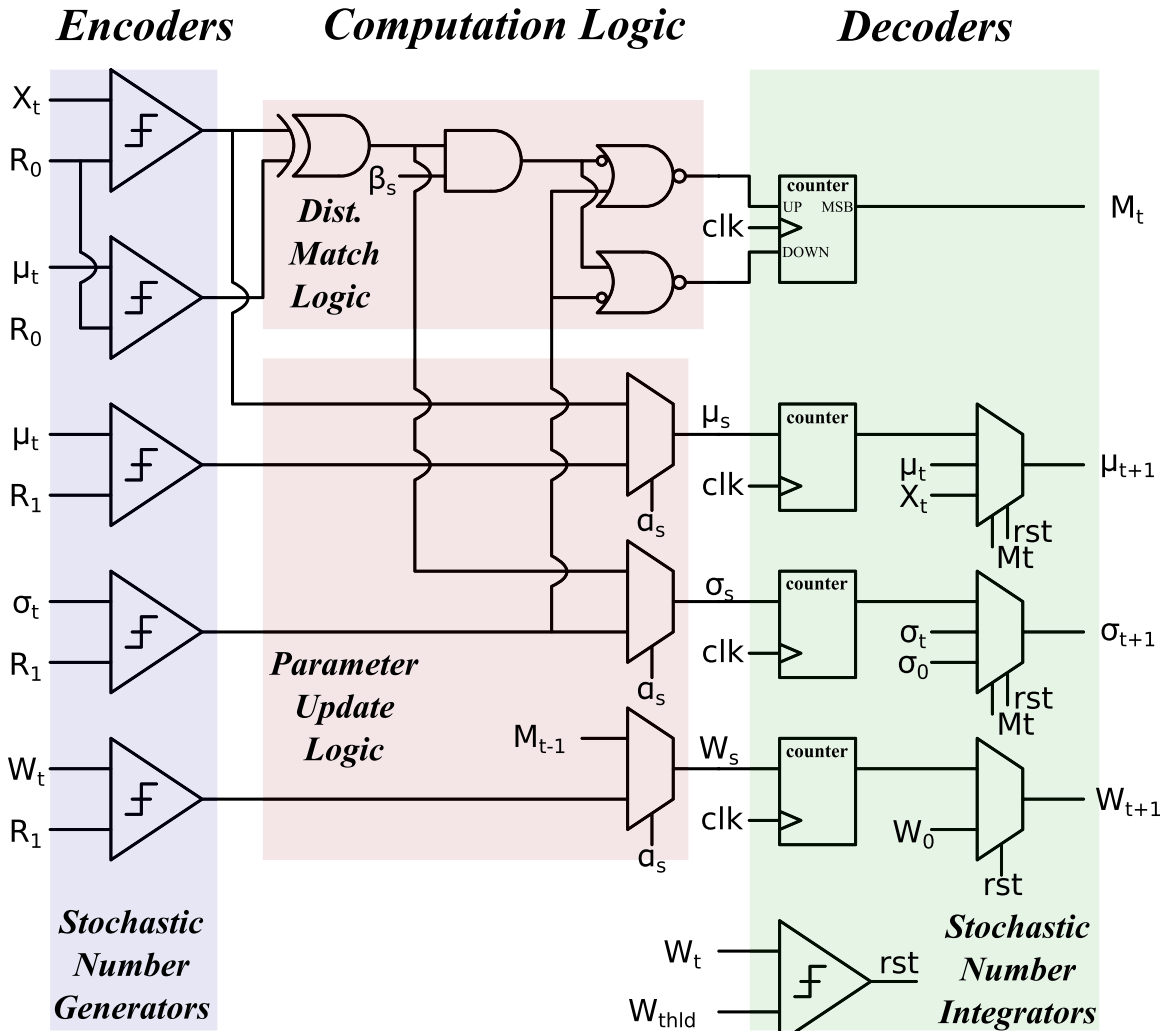 Encoders
Computation Logic
Decoders
Xt
R0
μt
R0
μt
R1
σt
R1
Wt
R1
Stochastic
Number
Generators
βs
Dist.
Match
Logic
αs
αs
Parameter
Update
Logic
Mt-1
αs
μs
σs
Ws
clk
counter
UP MSB
DOWN
Mt
counter
clk
μt
Xt
rst
Mt
μt+1
counter
clk
σt
σ0
rst
Mt
σt+1
counter
clk
W0
rst
Wt+1
Wt
Wthld
rst
Stochastic
Number
Integrators